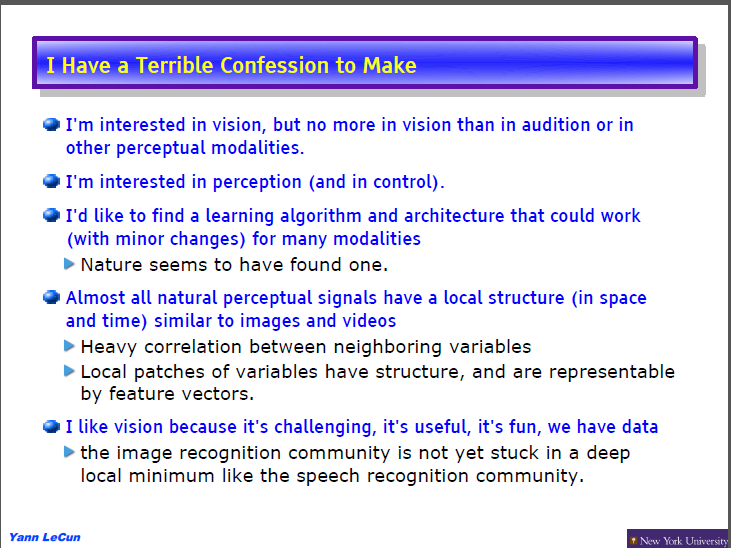 I Have a Terrible Confession to Make
I'm interested in vision, but no more in vision than in audition or in
other perceptual modalities.
I'm interested in perception (and in control).
I'd like to find a learning algorithm and architecture that could work
(with minor changes) for many modalities
Nature seems to have found one.
Almost all natural perceptual signals have a local structure (in space
and time) similar to images and videos
Heavy correlation between neighboring variables
Local patches of variables have structure, and are representable
by feature vectors.
I like vision because it's challenging, it's useful, it's fun, we have data
the image recognition community is not yet stuck in a deep
local minimum like the speech recognition community.
Yann LeCun
New York University